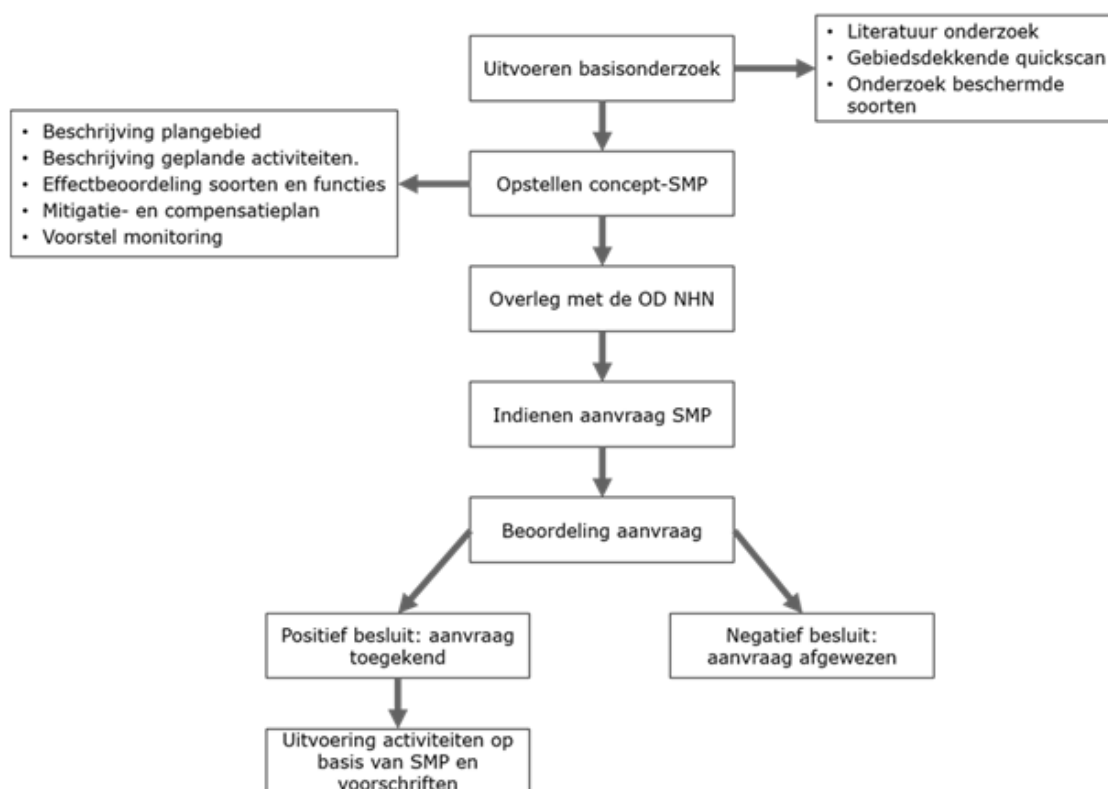 Uitvoeren basisonderzoek
• Literatuur onderzoek
• Gebiedsdekkende quickscan
• Onderzoek beschermde
soorten
• Beschrijving plangebied
• Beschrijving geplande activiteiten.
• Effectbeoordeling soorten en functies
• Mitigatie- en compensatieplan
• Voorstel monitoring
Opstellen concept-SMP
Overleg met de OD NHN
Indienen aanvraag SMP
Beoordeling aanvraag
Positief besluit: aanvraag
toegekend
Negatief besluit:
aanvraag afgewezen
Uitvoering activiteiten op
basis van SMP en
voorschriften